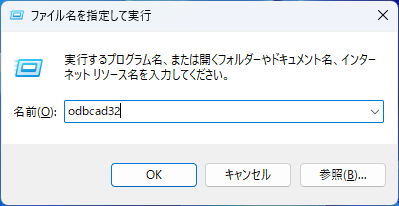 ファイル名を指定して実行
実行するプログラム名、または開くフォルダーやドキュメント名、インター
ネット リソース名を入力してください。
名前(O): odbcad32
OK キャンセル 参照(B)...